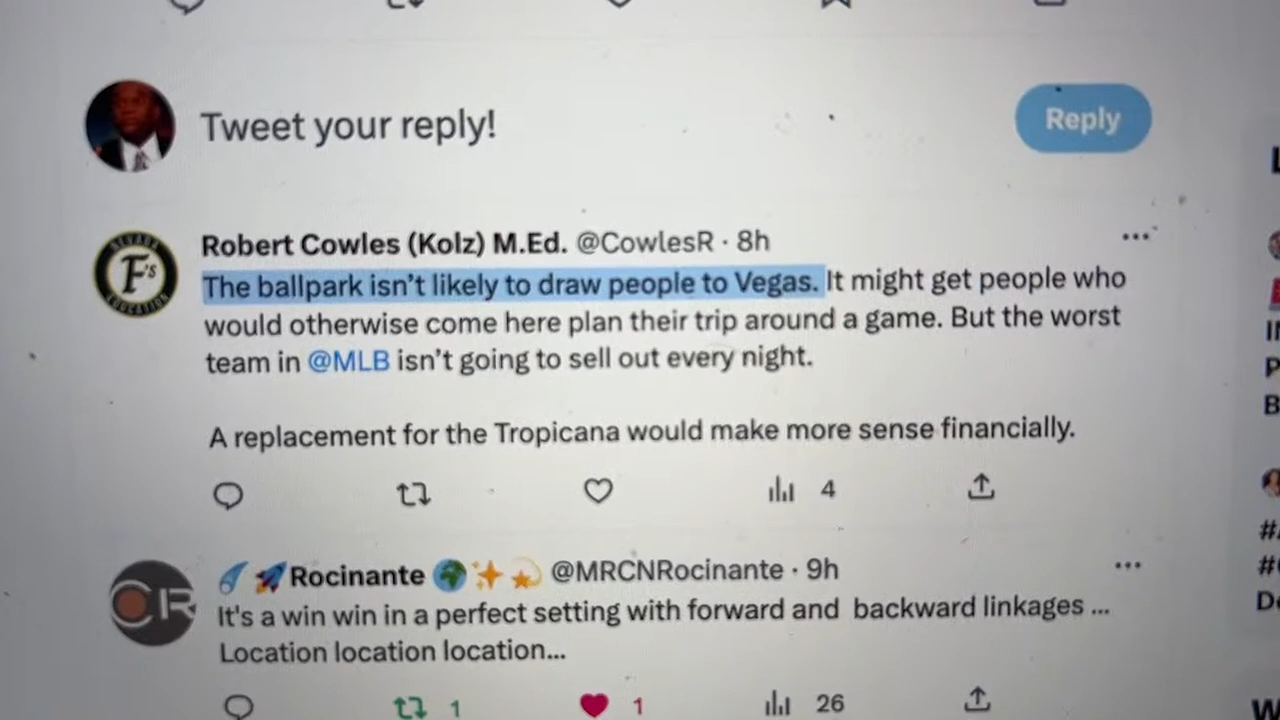 Tweet your reply!
Reply
Robert Cowles (Kolz) M.Ed. @CowlesR · 8h
The ballpark isn't likely to draw people to Vegas. It might get people who
would otherwise come here plan their trip around a game. But the worst
team in @MLB isn't going to sell out every night.
A replacement for the Tropicana would make more sense financially.
4
NEVADA
F's
EDUCATION
Rocinante @MRCNRocinante · 9h
It's a win win in a perfect setting with forward and backward linkages ...
Location location location...
CR
1
1
26